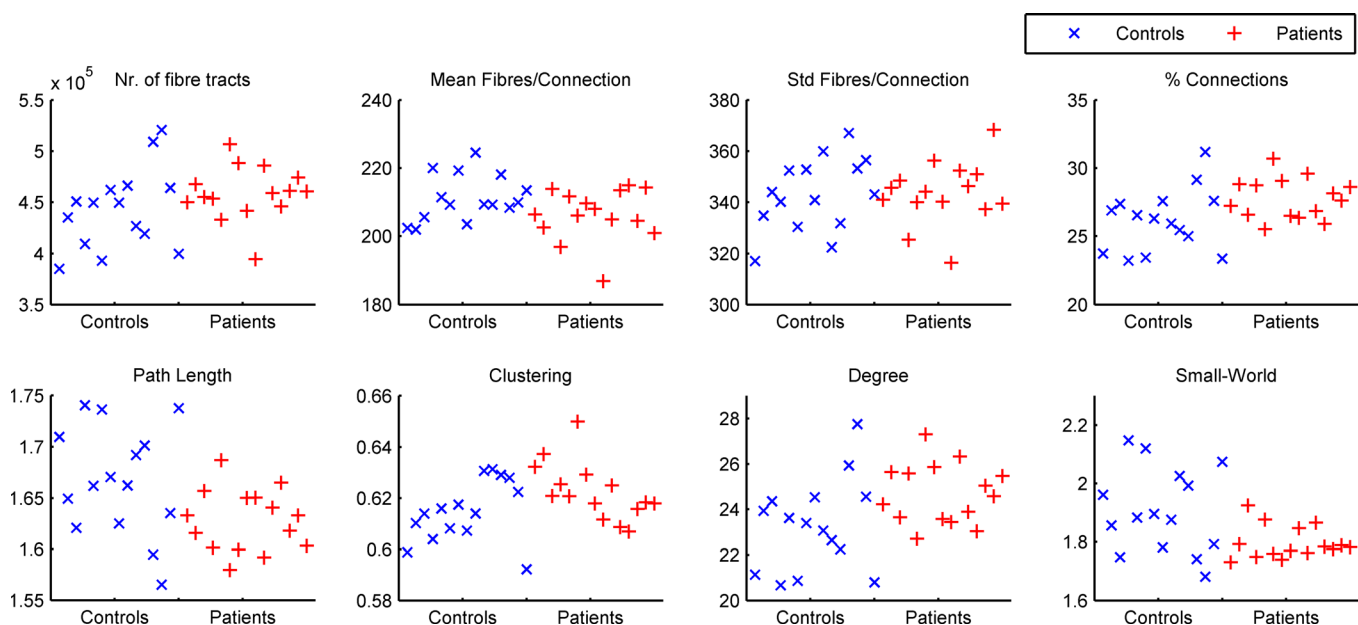 Controls Patients
Nr. of fibre tracts Mean Fibres/Connection Std Fibres/Connection % Connections
x 10^5
5.5 240 380 35
5 220 360 30
4.5 200 340 25
4 180 320 20
3.5 300
Controls Patients Controls Patients Controls Patients Controls Patients
Path Length Clustering Degree Small-World
1.75 0.66 28 2.2
1.7 0.64 26 2
1.65 0.62 24 1.8
1.6 0.6 22 1.6
1.55 0.58 20
Controls Patients Controls Patients Controls Patients Controls Patients